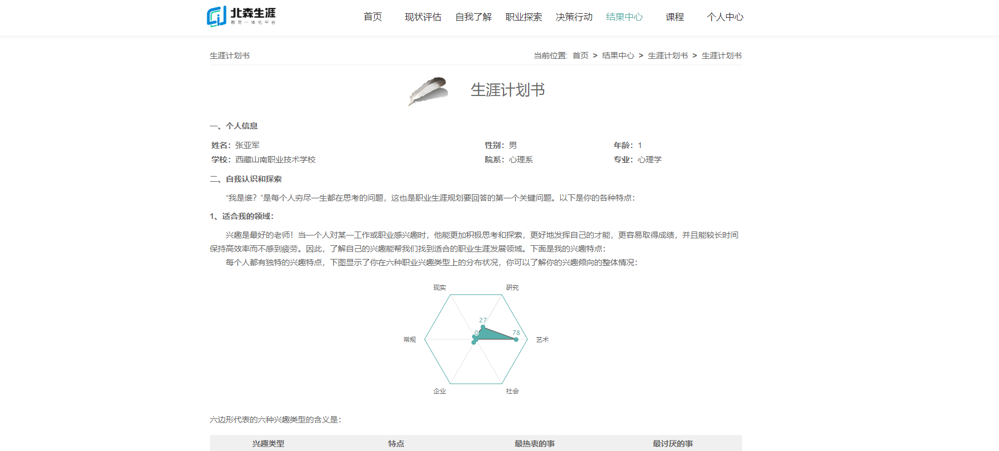 北森生涯
教育一体化平台
首页 现状评估 自我了解 职业探索 决策行动 结果中心 课程 个人中心
生涯计划书 当前位置: 首页 > 结果中心 > 生涯计划书 > 生涯计划书
生涯计划书
一、个人信息
姓名：张亚军 性别：男 年龄：1
学校：西藏山南职业技术学校 院系：心理系 专业：心理学
二、自我认识和探索
“我是谁？”是每个人穷尽一生都在思考的问题，这也是职业生涯规划要回答的第一个关键问题。以下是你的各种特点：
1、适合我的领域：
兴趣是最好的老师！当一个人对某一工作或职业感兴趣时，他能更加积极思考和探索，更好地发挥自己的才能，更容易取得成绩，并且能较长时间
保持高效率而不感到疲劳。因此，了解自己的兴趣能帮我们找到适合的职业生涯发展领域。下面是我的兴趣特点：
每个人都有独特的兴趣特点，下图显示了你在六种职业兴趣类型上的分布状况，你可以了解你的兴趣倾向的整体情况：
现实 研究
27
0 78
常规 艺术
企业 社会
六边形代表的六种兴趣类型的含义是：
兴趣类型 特点 最热衷的事 最讨厌的事